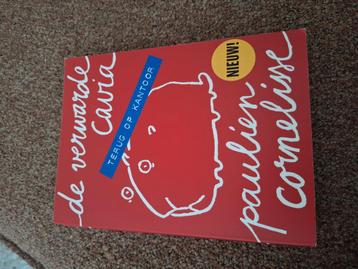 de verwarde
cavia
TERUG OP KANTOOR
NIEUW!
paulien
cornelisse